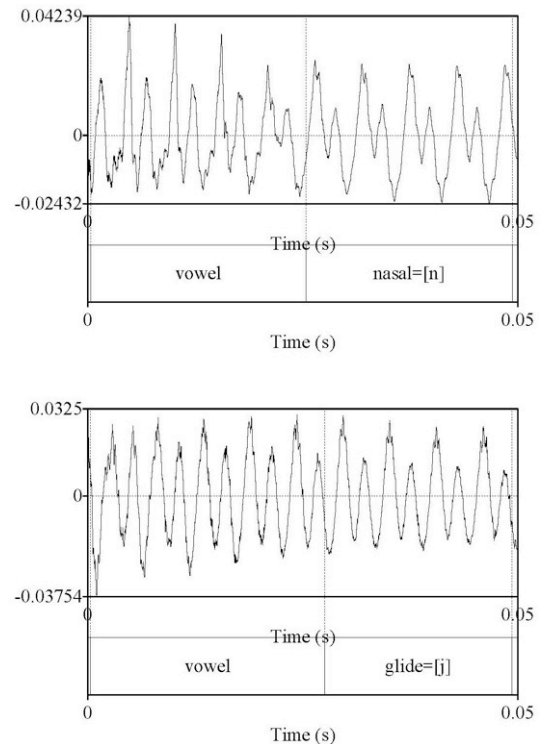 0.04239
0
-0.02432
0 0.05
Time (s)
vowel nasal=[n]
0 0.05
Time (s)
0.0325
0
-0.03754
0 0.05
Time (s)
vowel glide=[j]
0 0.05
Time (s)